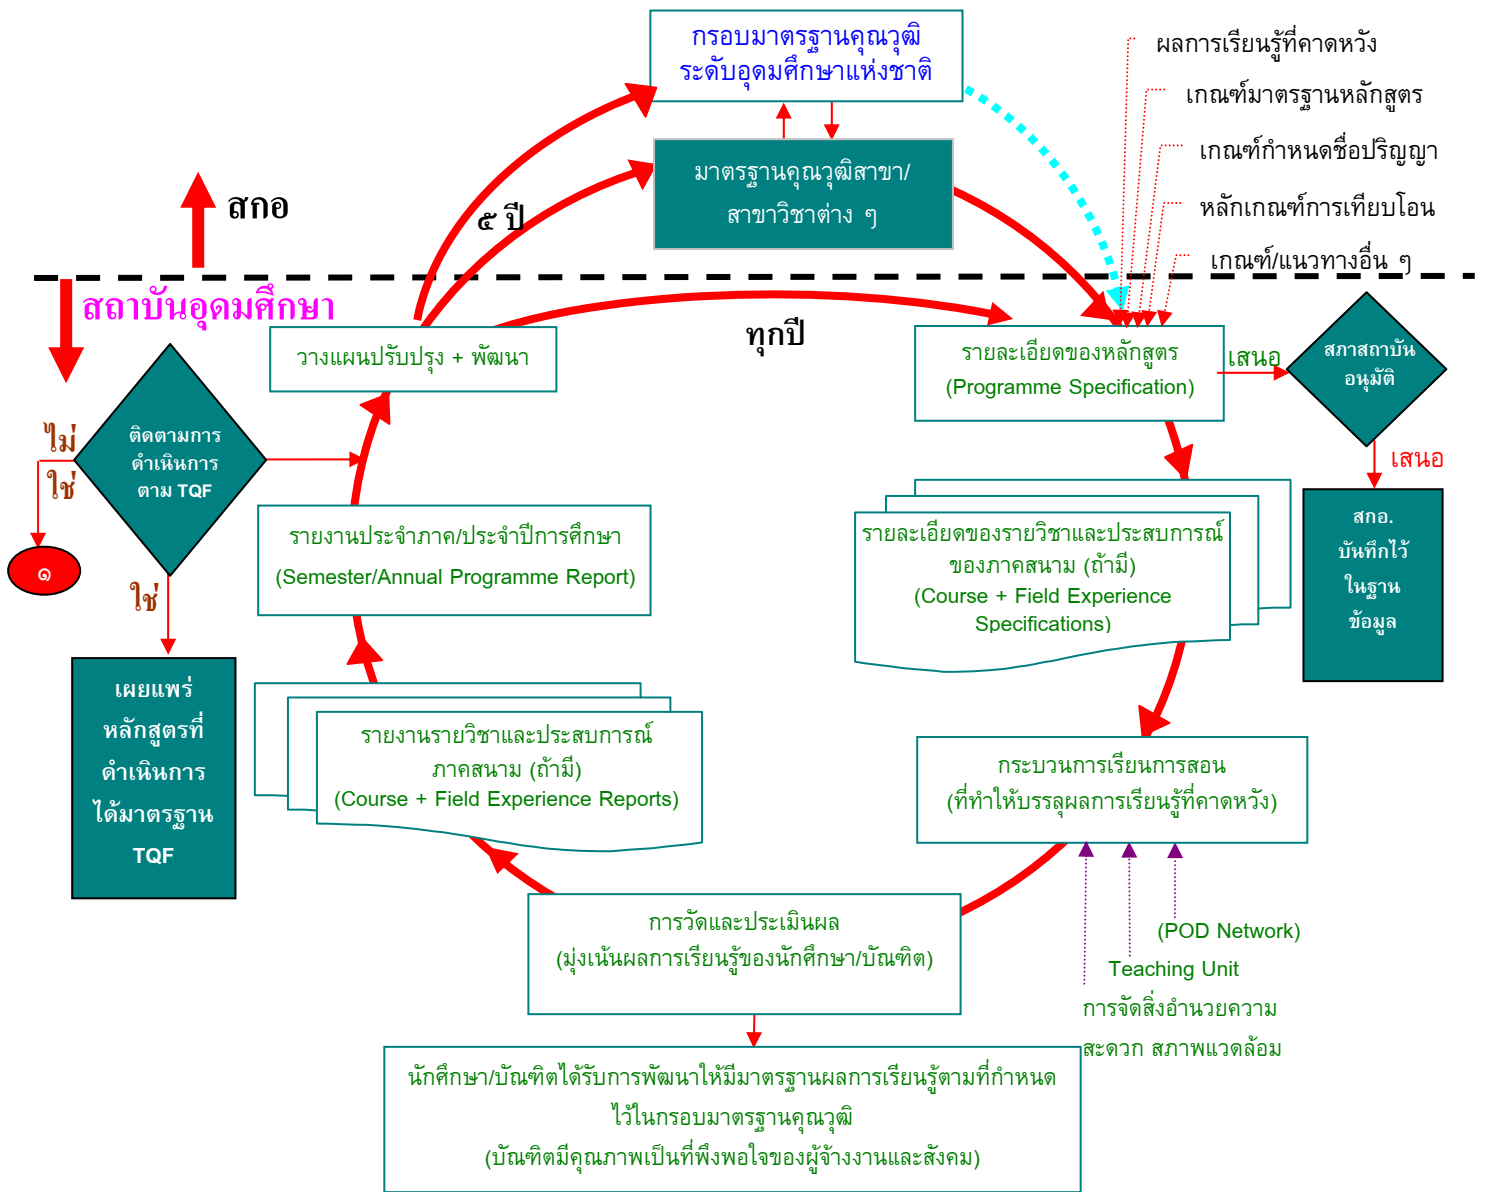 กรอบมาตรฐานคุณวุฒิ
ระดับอุดมศึกษาแห่งชาติ
ผลการเรียนรู้ที่คาดหวัง
เกณฑ์มาตรฐานหลักสูตร
เกณฑ์กำหนดชื่อปริญญา
หลักเกณฑ์การเทียบโอน
เกณฑ์/แนวทางอื่น ๆ
มาตรฐานคุณวุฒิสาขา/
สาขาวิชาต่าง ๆ
สกอ
๕ ปี
สถาบันอุดมศึกษา
ทุกปี
วางแผนปรับปรุง + พัฒนา
รายละเอียดของหลักสูตร
(Programme Specification)
เสนอ
สภาสถาบัน
อนุมัติ
เสนอ
สกอ.
บันทึกไว้
ในฐาน
ข้อมูล
ติดตามการ
ดำเนินการ
ตาม TQF
ไม่
ใช่
๑
ใช่
เผยแพร่
หลักสูตรที่
ดำเนินการ
ได้มาตรฐาน
TQF
รายงานประจำภาค/ประจำปีการศึกษา
(Semester/Annual Programme Report)
รายละเอียดของรายวิชาและประสบการณ์
ของภาคสนาม (ถ้ามี)
(Course + Field Experience
Specifications)
รายงานรายวิชาและประสบการณ์
ภาคสนาม (ถ้ามี)
(Course + Field Experience Reports)
กระบวนการเรียนการสอน
(ที่ทำให้บรรลุผลการเรียนรู้ที่คาดหวัง)
การวัดและประเมินผล
(มุ่งเน้นผลการเรียนรู้ของนักศึกษา/บัณฑิต)
(POD Network)
Teaching Unit
การจัดสิ่งอำนวยความ
สะดวก สภาพแวดล้อม
นักศึกษา/บัณฑิตได้รับการพัฒนาให้มีมาตรฐานผลการเรียนรู้ตามที่กำหนด
ไว้ในกรอบมาตรฐานคุณวุฒิ
(บัณฑิตมีคุณภาพเป็นที่พึงพอใจของผู้จ้างงานและสังคม)